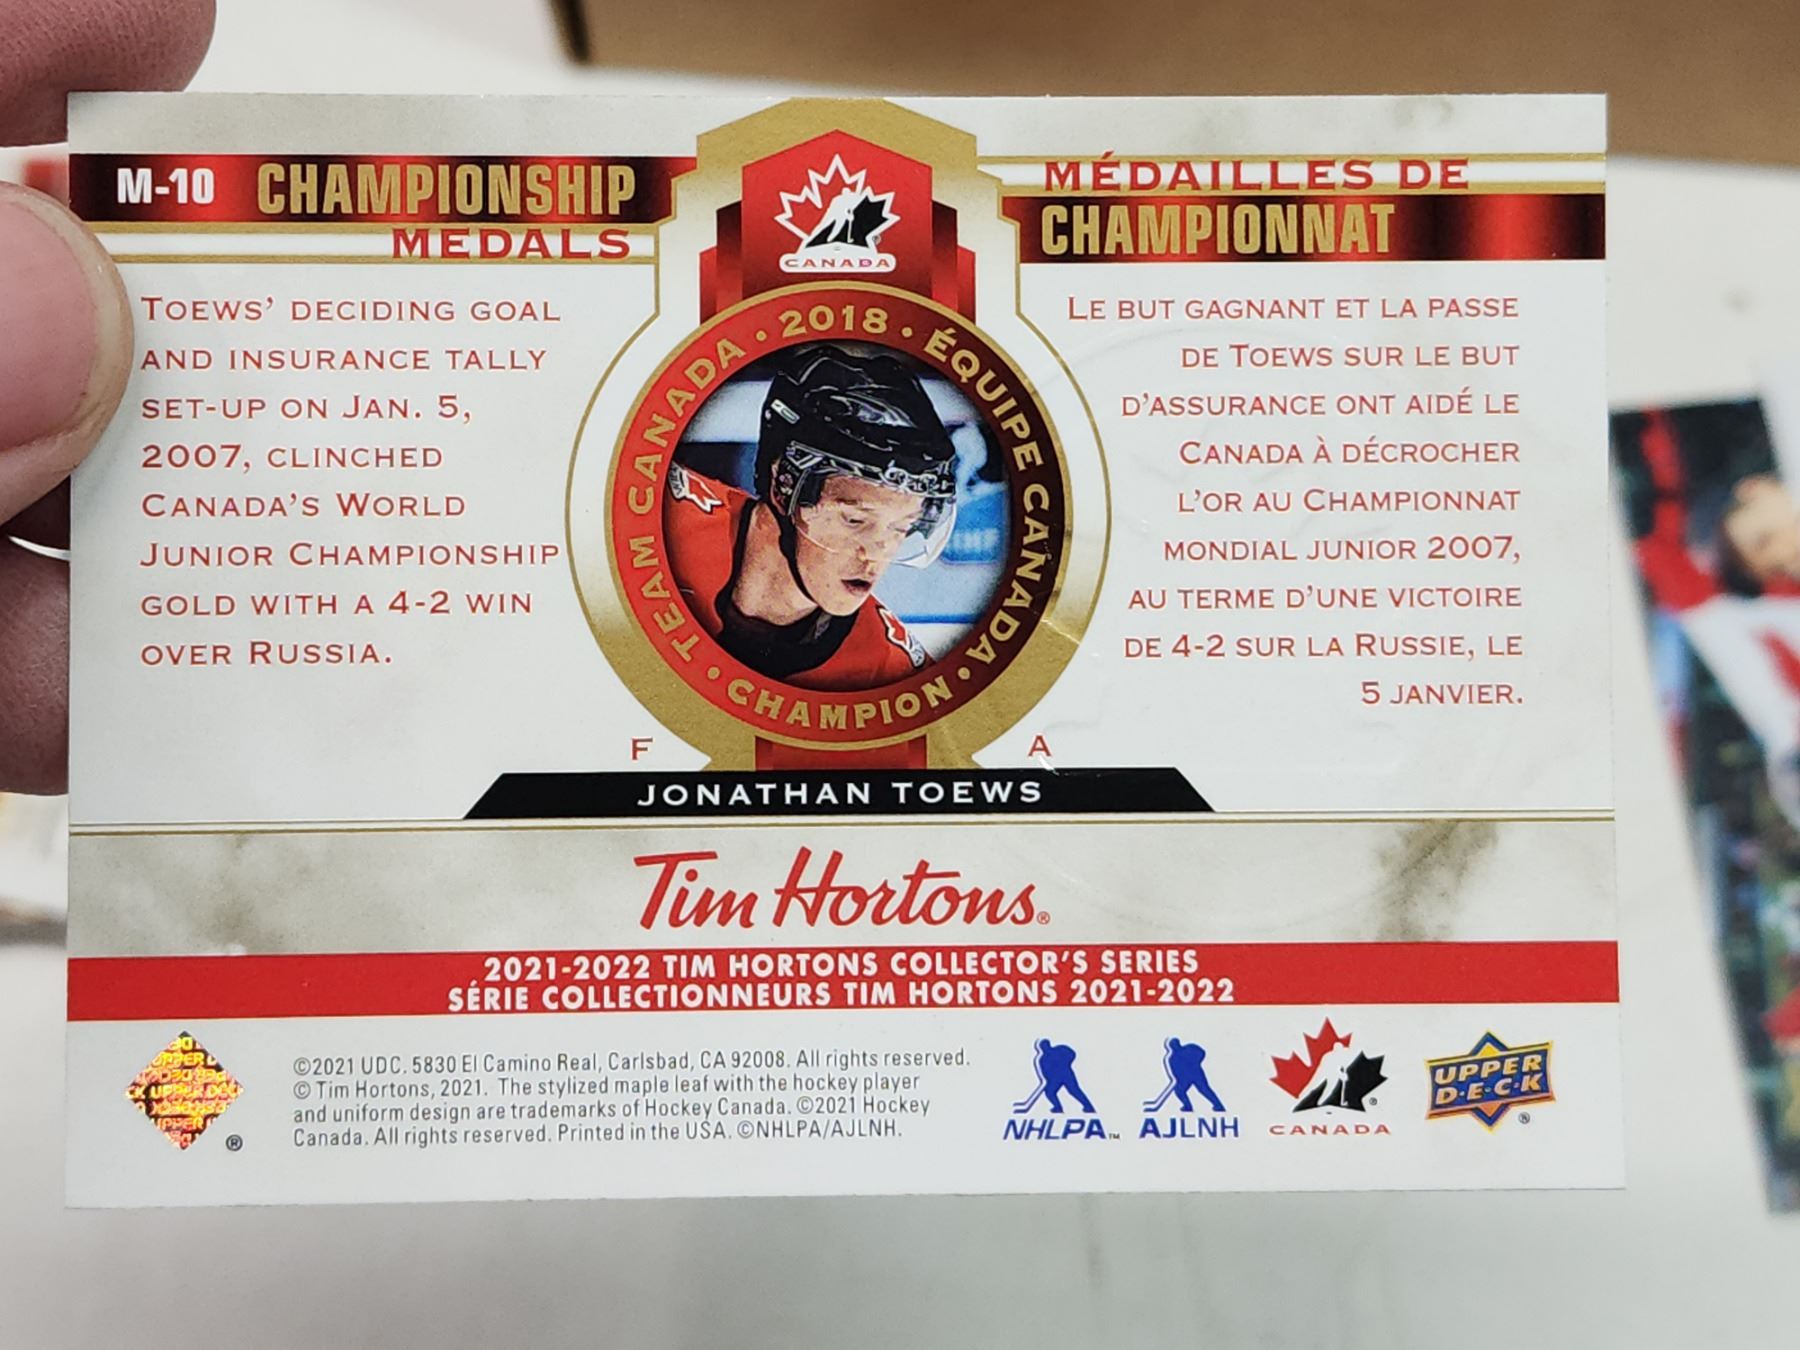 M-10 CHAMPIONSHIP
MEDALS
MÉDAILLES DE
CHAMPIONNAT
CANADA
TOEWS' DECIDING GOAL
AND INSURANCE TALLY
SET-UP ON JAN. 5,
2007, CLINCHED
CANADA'S WORLD
JUNIOR CHAMPIONSHIP
GOLD WITH A 4-2 WIN
OVER RUSSIA.
TEAM CANADA • 2018 • ÉQUIPE CANADA •
CHAMPION •
LE BUT GAGNANT ET LA PASSE
DE TOEWS SUR LE BUT
D'ASSURANCE ONT AIDÉ LE
CANADA À DÉCROCHER
L'OR AU CHAMPIONNAT
MONDIAL JUNIOR 2007,
AU TERME D'UNE VICTOIRE
DE 4-2 SUR LA RUSSIE, LE
5 JANVIER.
F
A
JONATHAN TOEWS
Tim Hortons®
2021-2022 TIM HORTONS COLLECTOR'S SERIES
SÉRIE COLLECTIONNEURS TIM HORTONS 2021-2022
©2021 UDC. 5830 El Camino Real, Carlsbad, CA 92008. All rights reserved.
© Tim Hortons, 2021. The stylized maple leaf with the hockey player
and uniform design are trademarks of Hockey Canada. ©2021 Hockey
Canada. All rights reserved. Printed in the USA. ©NHLPA/AJLNH.
®
NHLPA™
AJLNH
CANADA
UPPER
D·E·C·K
®